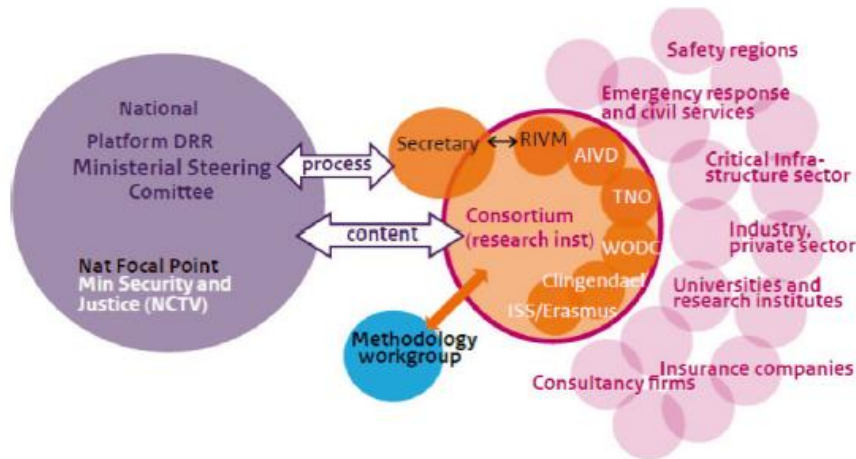 National
Platform DRR
Ministerial Steering
Comittee
Nat Focal Point
Min Security and
Justice (NCTV)
process
content
Secretary
RIVM
AIVD
TNO
WODC
Clingendael
ISS/Erasmus
Consortium
(research inst)
Methodology
workgroup
Safety regions
Emergency response
and civil services
Critical Infra-
structure sector
Industry,
private sector
Universities and
research institutes
Insurance companies
Consultancy firms